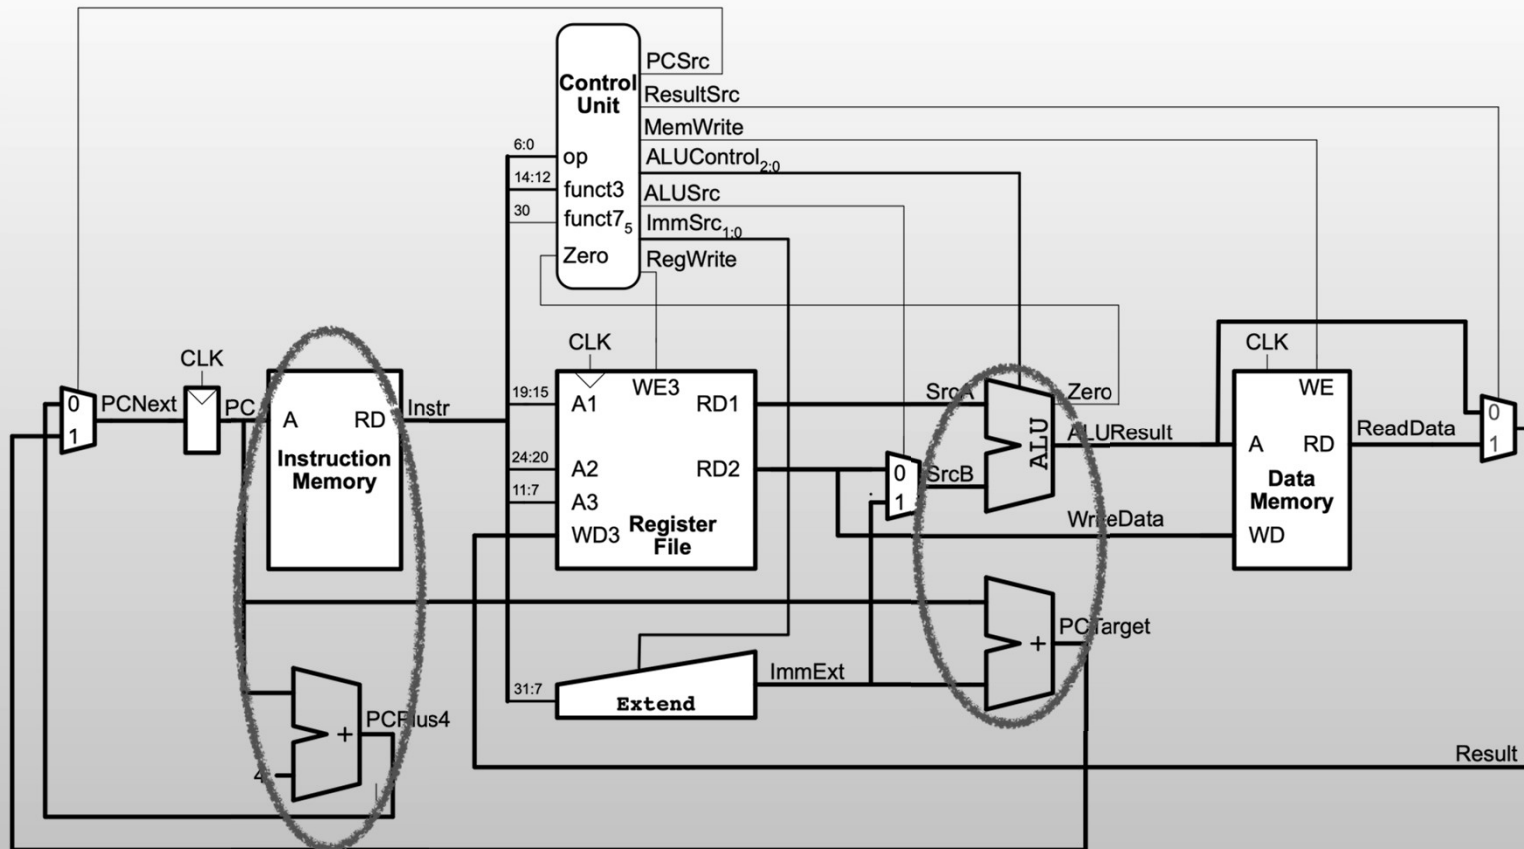 PCSrc
Control
Unit
ResultSrc
MemWrite
6:0
op
ALUControl2:0
14:12
funct3
ALUSrc
30
funct75
ImmSrc1:0
Zero
RegWrite
CLK
CLK
CLK
WE3
WE
0
PCNext
PC
A
RD
Instr
19:15
A1
RD1
SrcA
Zero
0
1
ALU
ALUResult
A
RD
ReadData
1
Instruction
Memory
24:20
A2
RD2
0
SrcB
Data
Memory
11:7
A3
1
Register
File
WriteData
WD3
WD
+
PCTarget
31:7
Extend
ImmExt
PCPlus4
+
4
Result